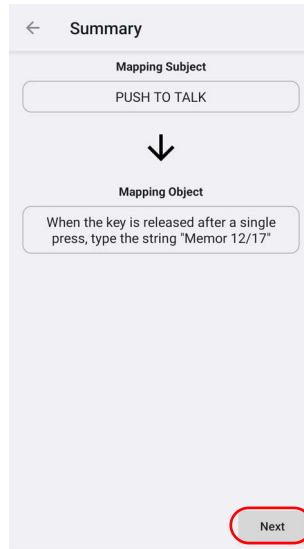 Summary
Mapping Subject
PUSH TO TALK
Mapping Object
When the key is released after a single
press, type the string "Memor 12/17"
Next